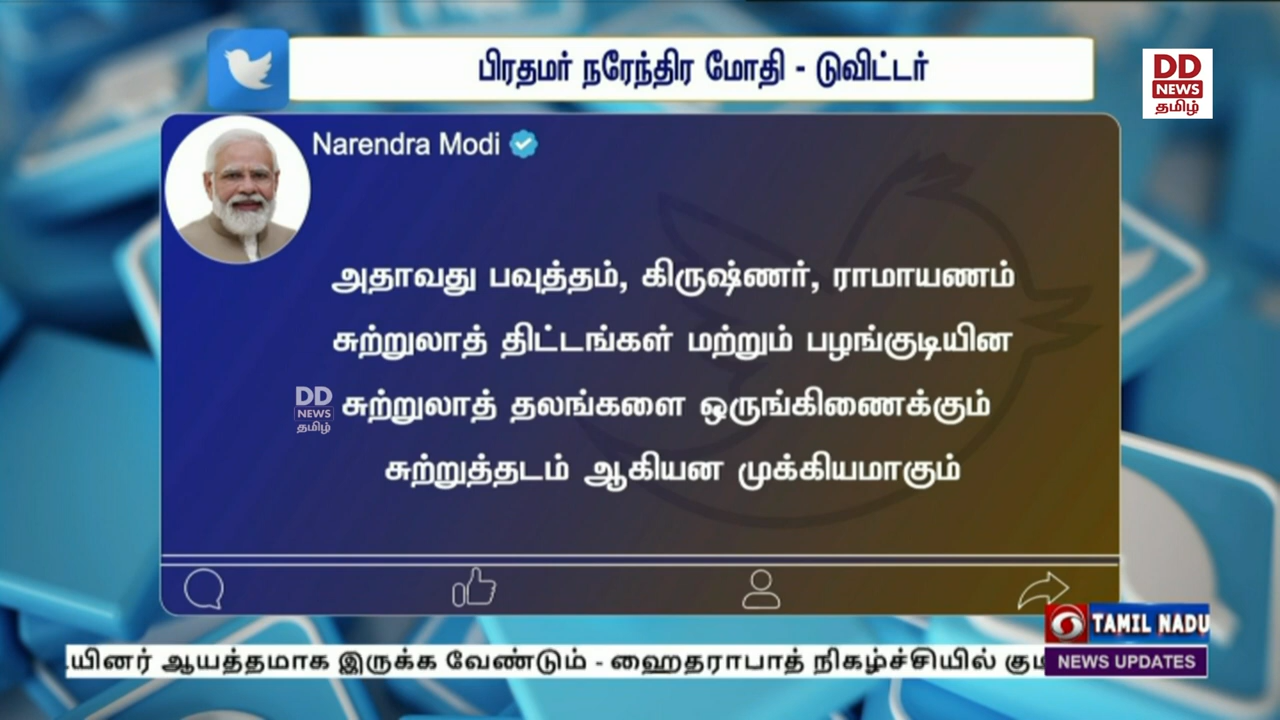 பிரதமர் நரேந்திர மோதி - டுவிட்டர்
DD
NEWS
தமிழ்
Narendra Modi
அதாவது பவுத்தம், கிருஷ்ணர், ராமாயணம்
சுற்றுலாத் திட்டங்கள் மற்றும் பழங்குடியின
DD
NEWS
தமிழ்
சுற்றுலாத் தலங்களை ஒருங்கிணைக்கும்
சுற்றுத்தடம் ஆகியன முக்கியமாகும்
TAMIL NADU
யினர் ஆயத்தமாக இருக்க வேண்டும் - ஹைதராபாத் நிகழ்ச்சியில்
NEWS UPDATES